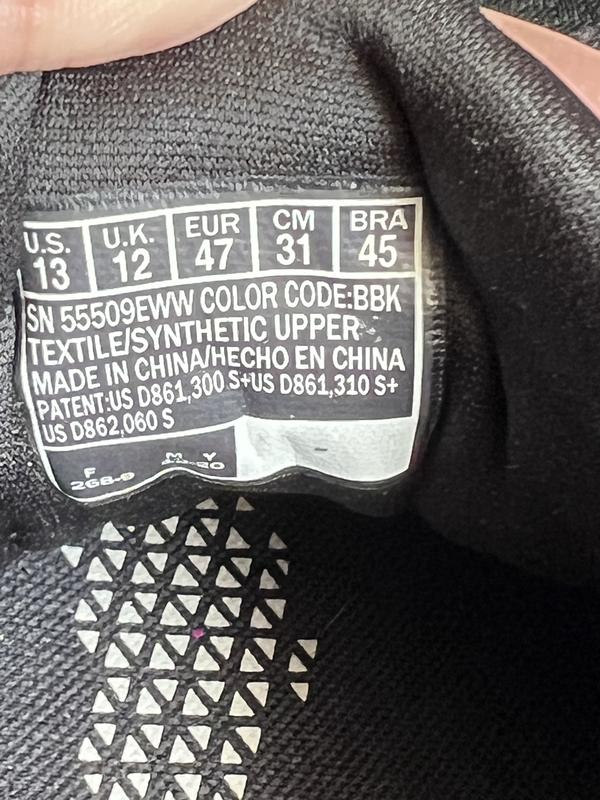 U.S. U.K. EUR CM BRA
13 12 47 31 45
SN 55509EWW COLOR CODE:BBK
TEXTILE/SYNTHETIC UPPER
MADE IN CHINA/HECHO EN CHINA
PATENT:US D861,300 S+US D861,310 S+
US D862,060 S
F M Y